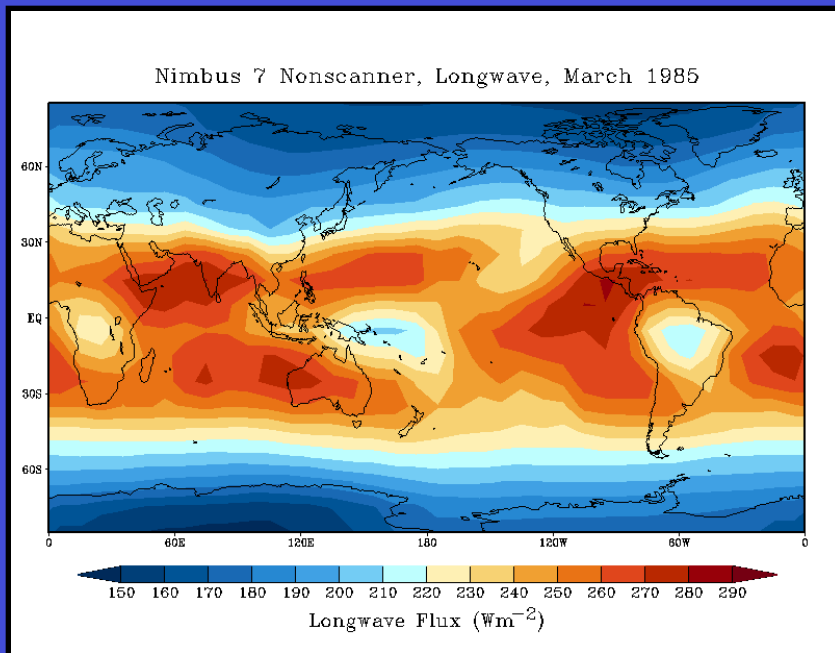 Nimbus 7 Nonscanner, Longwave, March 1985
60N
30N
EQ
30S
60S
0 60E 120E 180 120W 60W 0
150 160 170 180 190 200 210 220 230 240 250 260 270 280 290
Longwave Flux (Wm⁻²)